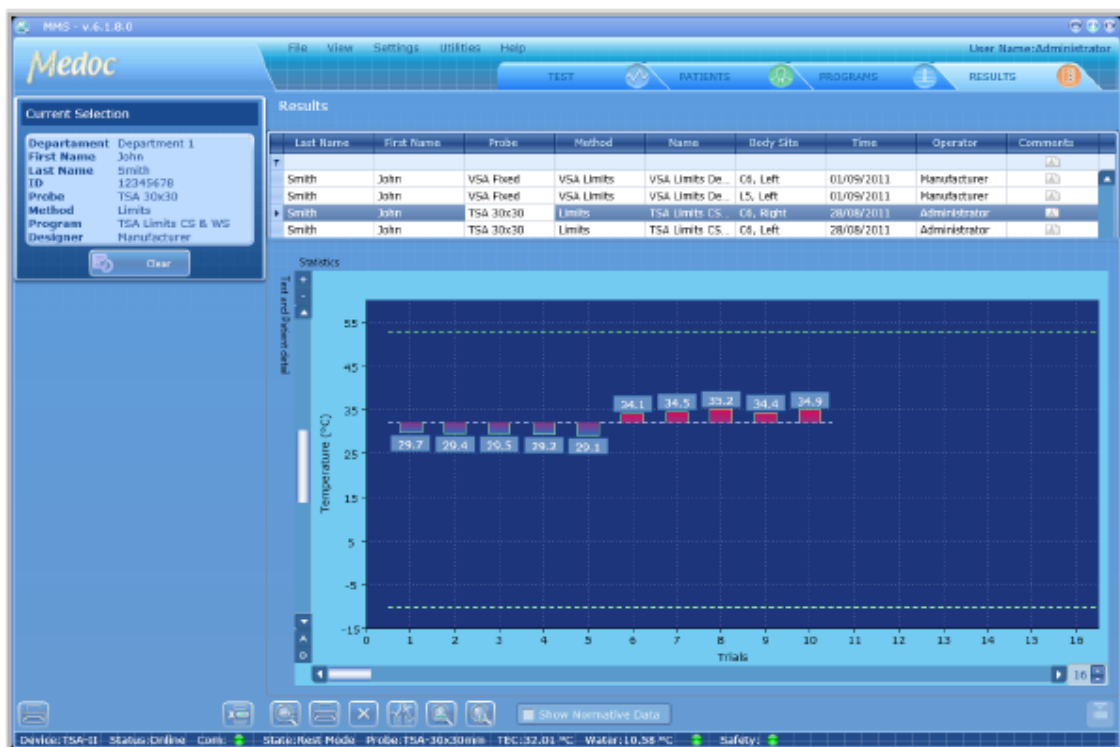 MMS - v.6.1.8.0
Medoc
File View Settings Utilities Help
User Name:Administrator
TEST PATIENTS PROGRAMS RESULTS
Current Selection
Departament Department 1
First Name John
Last Name Smith
ID 12345678
Probe TSA 30x30
Method Limits
Program TSA Limits CS & WS
Designer Manufacturer
Clear
Results
Last Name First Name Probe Method Name Body Site Time Operator Comments
Smith John VSA Fixed VSA Limits VSA Limits De... C6, Left 01/09/2011 Manufacturer
Smith John VSA Fixed VSA Limits VSA Limits De... L5, Left 01/09/2011 Manufacturer
Smith John TSA 30x30 Limits TSA Limits CS... C6, Right 28/08/2011 Administrator
Smith John TSA 30x30 Limits TSA Limits CS... C6, Left 28/08/2011 Administrator
Statistics
Test and Patient detail
+
-
A
Temperature (°C)
55
45
35
25
15
5
-5
-15
34.1 34.5 35.2 34.4 34.9
29.7 29.4 29.5 29.2 29.1
0 1 2 3 4 5 6 7 8 9 10 11 12 13 14 15 16
Trials
16
Show Normative Data
Device:TSA-II Status:Online Com: State:Rest Mode Probe:TSA-30x30mm TEC:32.01 °C Water:10.58 °C Safety: